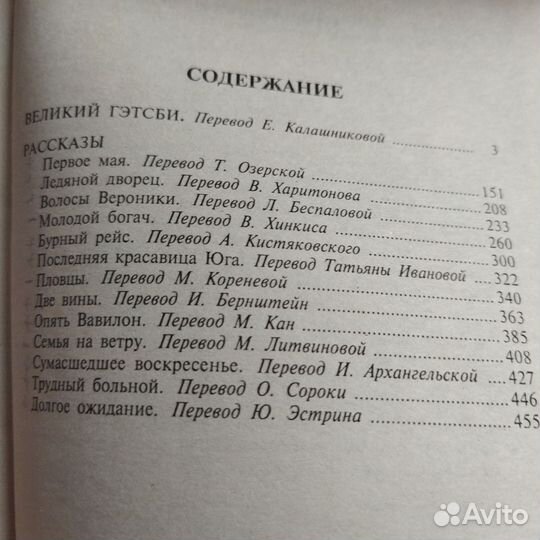 СОДЕРЖАНИЕ
ВЕЛИКИЙ ГЭТСБИ. Перевод Е. Калашниковой ........ 3
РАССКАЗЫ
Первое мая. Перевод Т. Озерской ........ 151
Ледяной дворец. Перевод В. Харитонова ........ 208
Волосы Вероники. Перевод Л. Беспаловой ........ 233
Молодой богач. Перевод В. Хинкиса ........ 260
Бурный рейс. Перевод А. Кистяковского ........ 300
Последняя красавица Юга. Перевод Татьяны Ивановой ........ 322
Пловцы. Перевод М. Кореневой ........ 340
Две вины. Перевод И. Бернштейн ........ 363
Опять Вавилон. Перевод М. Кан ........ 385
Семья на ветру. Перевод М. Литвиновой ........ 408
Сумасшедшее воскресенье. Перевод И. Архангельской ........ 427
Трудный больной. Перевод О. Сороки ........ 446
Долгое ожидание. Перевод Ю. Эстрина ........ 455
Avito